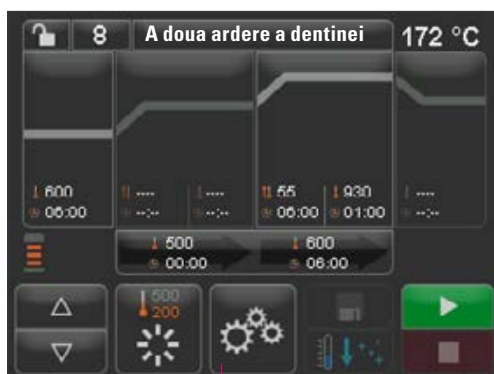 8 A doua ardere a dentinei 172 °C
600 ---- ---- 55 930 ----
06:00 --:-- --:-- 06:00 01:00 --:--
500 600
00:00 06:00
500
200